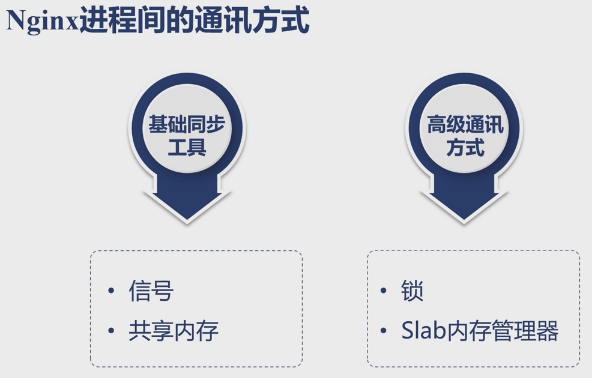 Nginx进程间的通讯方式
基础同步
工具
高级通讯
方式
• 信号
• 共享内存
• 锁
• Slab内存管理器